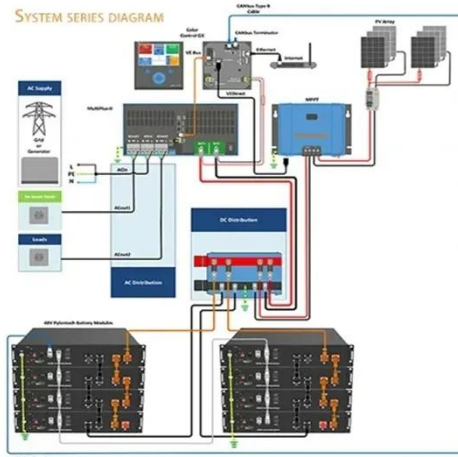 SYSTEM SERIES DIAGRAM
CANbus Type B
Cable
Color
Control GX
CANbus Terminator
VE Bus
Ethernet
Internet
PV Array
AC Supply
VEDirect
MultiPlus-II
MPPT
Grid
or
Generator
L
PE
N
ACin
ACout1
Loads
DC Distribution
ACout2
AC Distribution
48V Pylontech Battery Modules